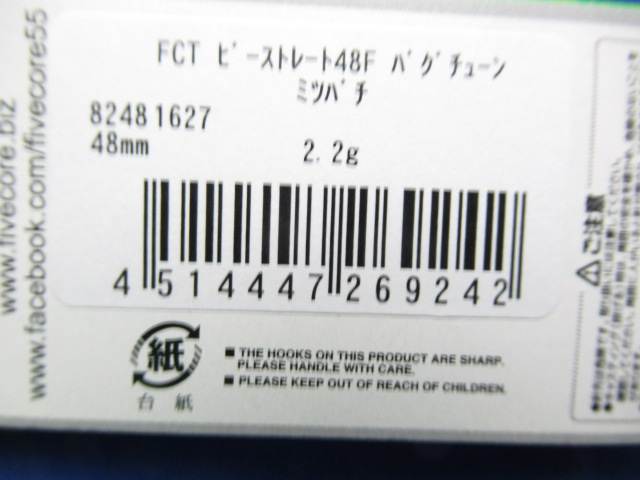 FCT ﾋﾞｰｽﾄﾚｰﾄ48F ﾊﾞｸﾞﾁｭｰﾝ
ﾐﾂﾊﾞﾁ
82481627
48mm 2.2g
4 514447 269242
紙
台紙
■ THE HOOKS ON THIS PRODUCT ARE SHARP.
PLEASE HANDLE WITH CARE.
■ PLEASE KEEP OUT OF REACH OF CHILDREN.
www.fivecore.biz
www.facebook.com/fivecore55
⚠ご注意